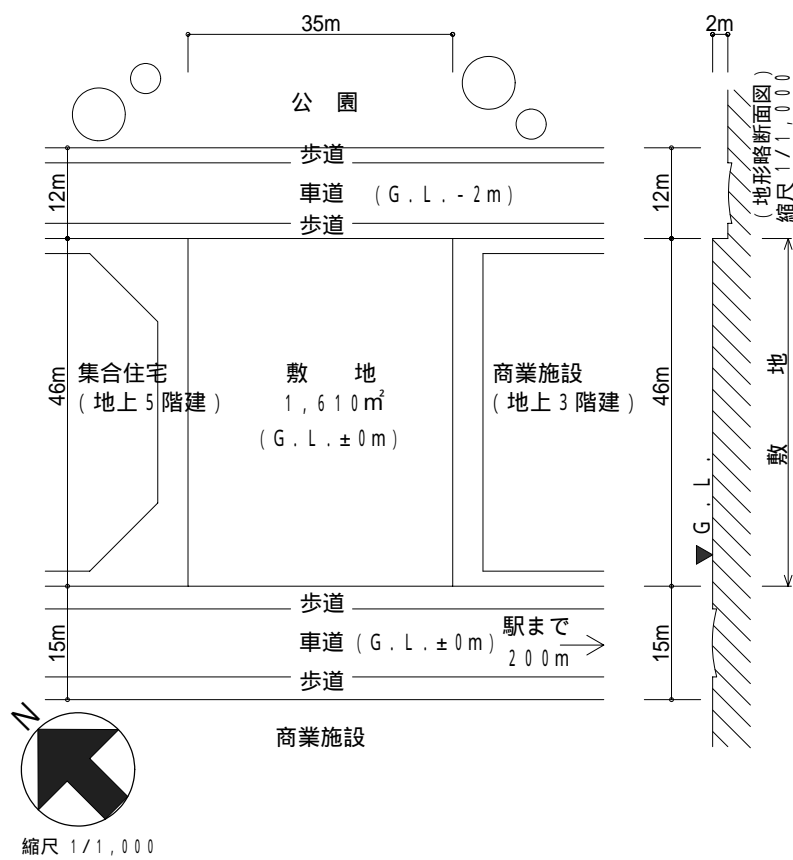 35m
2m
公 園
(地形略断面図)
縮尺 1/1,000
歩道
12m
車道 (G.L.-2m)
12m
歩道
46m
集合住宅
(地上5階建)
敷 地
1,610㎡
(G.L.±0m)
商業施設
(地上3階建)
46m
敷 地
G.L.
歩道
15m
車道 (G.L.±0m)
駅まで
200m
15m
歩道
N
商業施設
縮尺 1/1,000